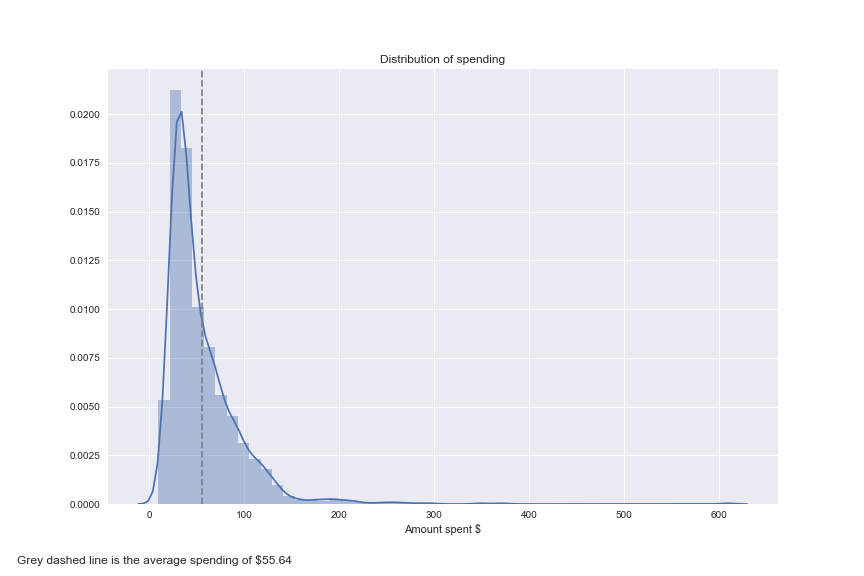 Distribution of spending
0.0200
0.0175
0.0150
0.0125
0.0100
0.0075
0.0050
0.0025
0.0000
0 100 200 300 400 500 600
Amount spent $
Grey dashed line is the average spending of $55.64